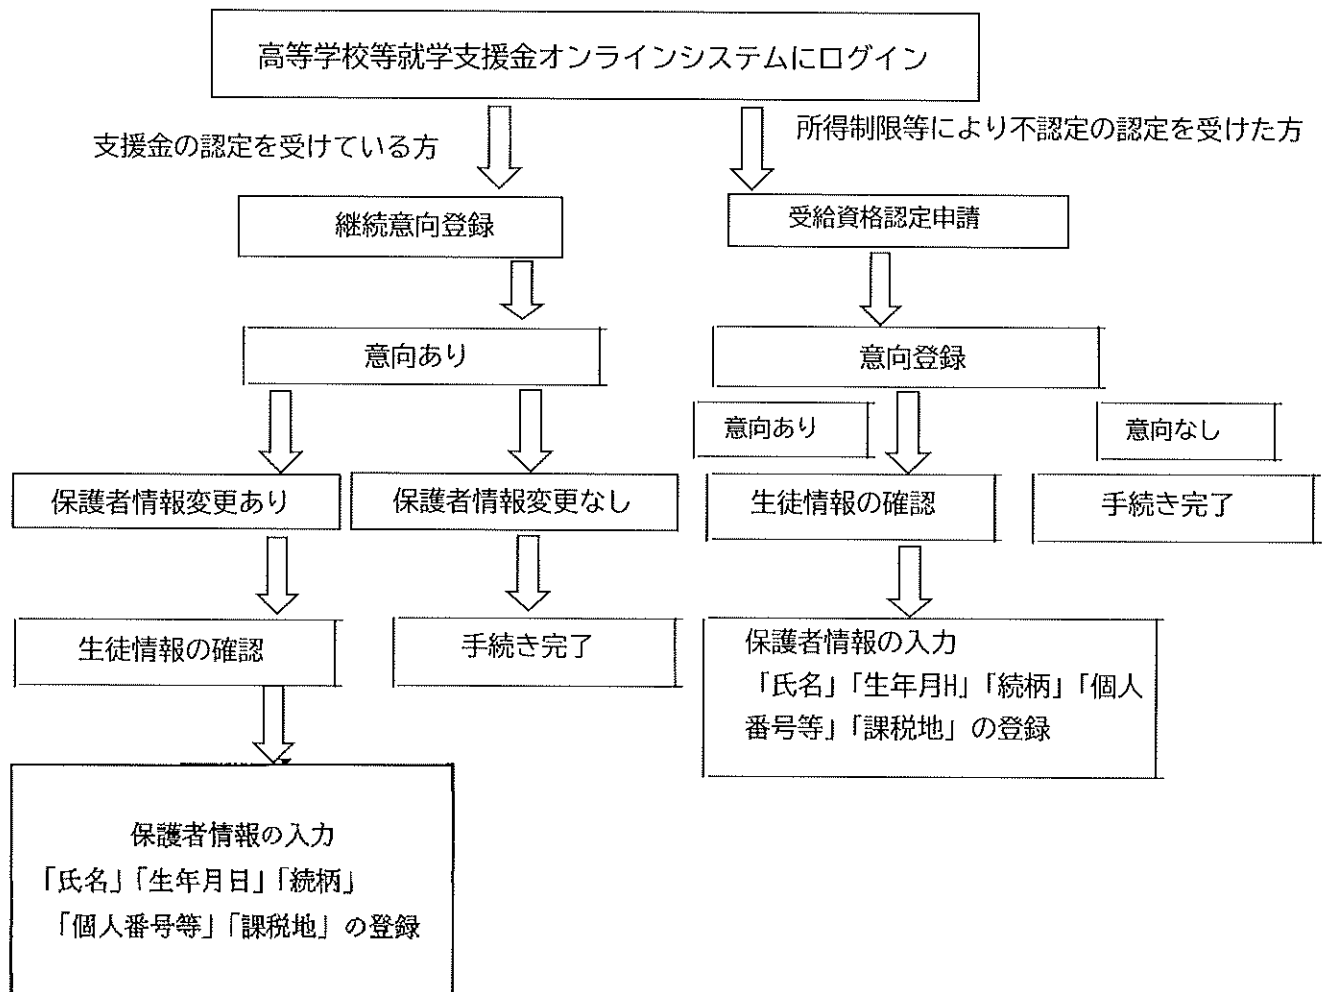 高等学校等就学支援金オンラインシステムにログイン
支援金の認定を受けている方
所得制限等により不認定の認定を受けた方
継続意向登録
受給資格認定申請
意向あり
意向登録
意向あり
意向なし
保護者情報変更あり
保護者情報変更なし
生徒情報の確認
手続き完了
生徒情報の確認
手続き完了
保護者情報の入力
「氏名」「生年月H」「続柄」「個人
番号等」「課税地」の登録
保護者情報の入力
「氏名」「生年月日」「続柄」
「個人番号等」「課税地」の登録